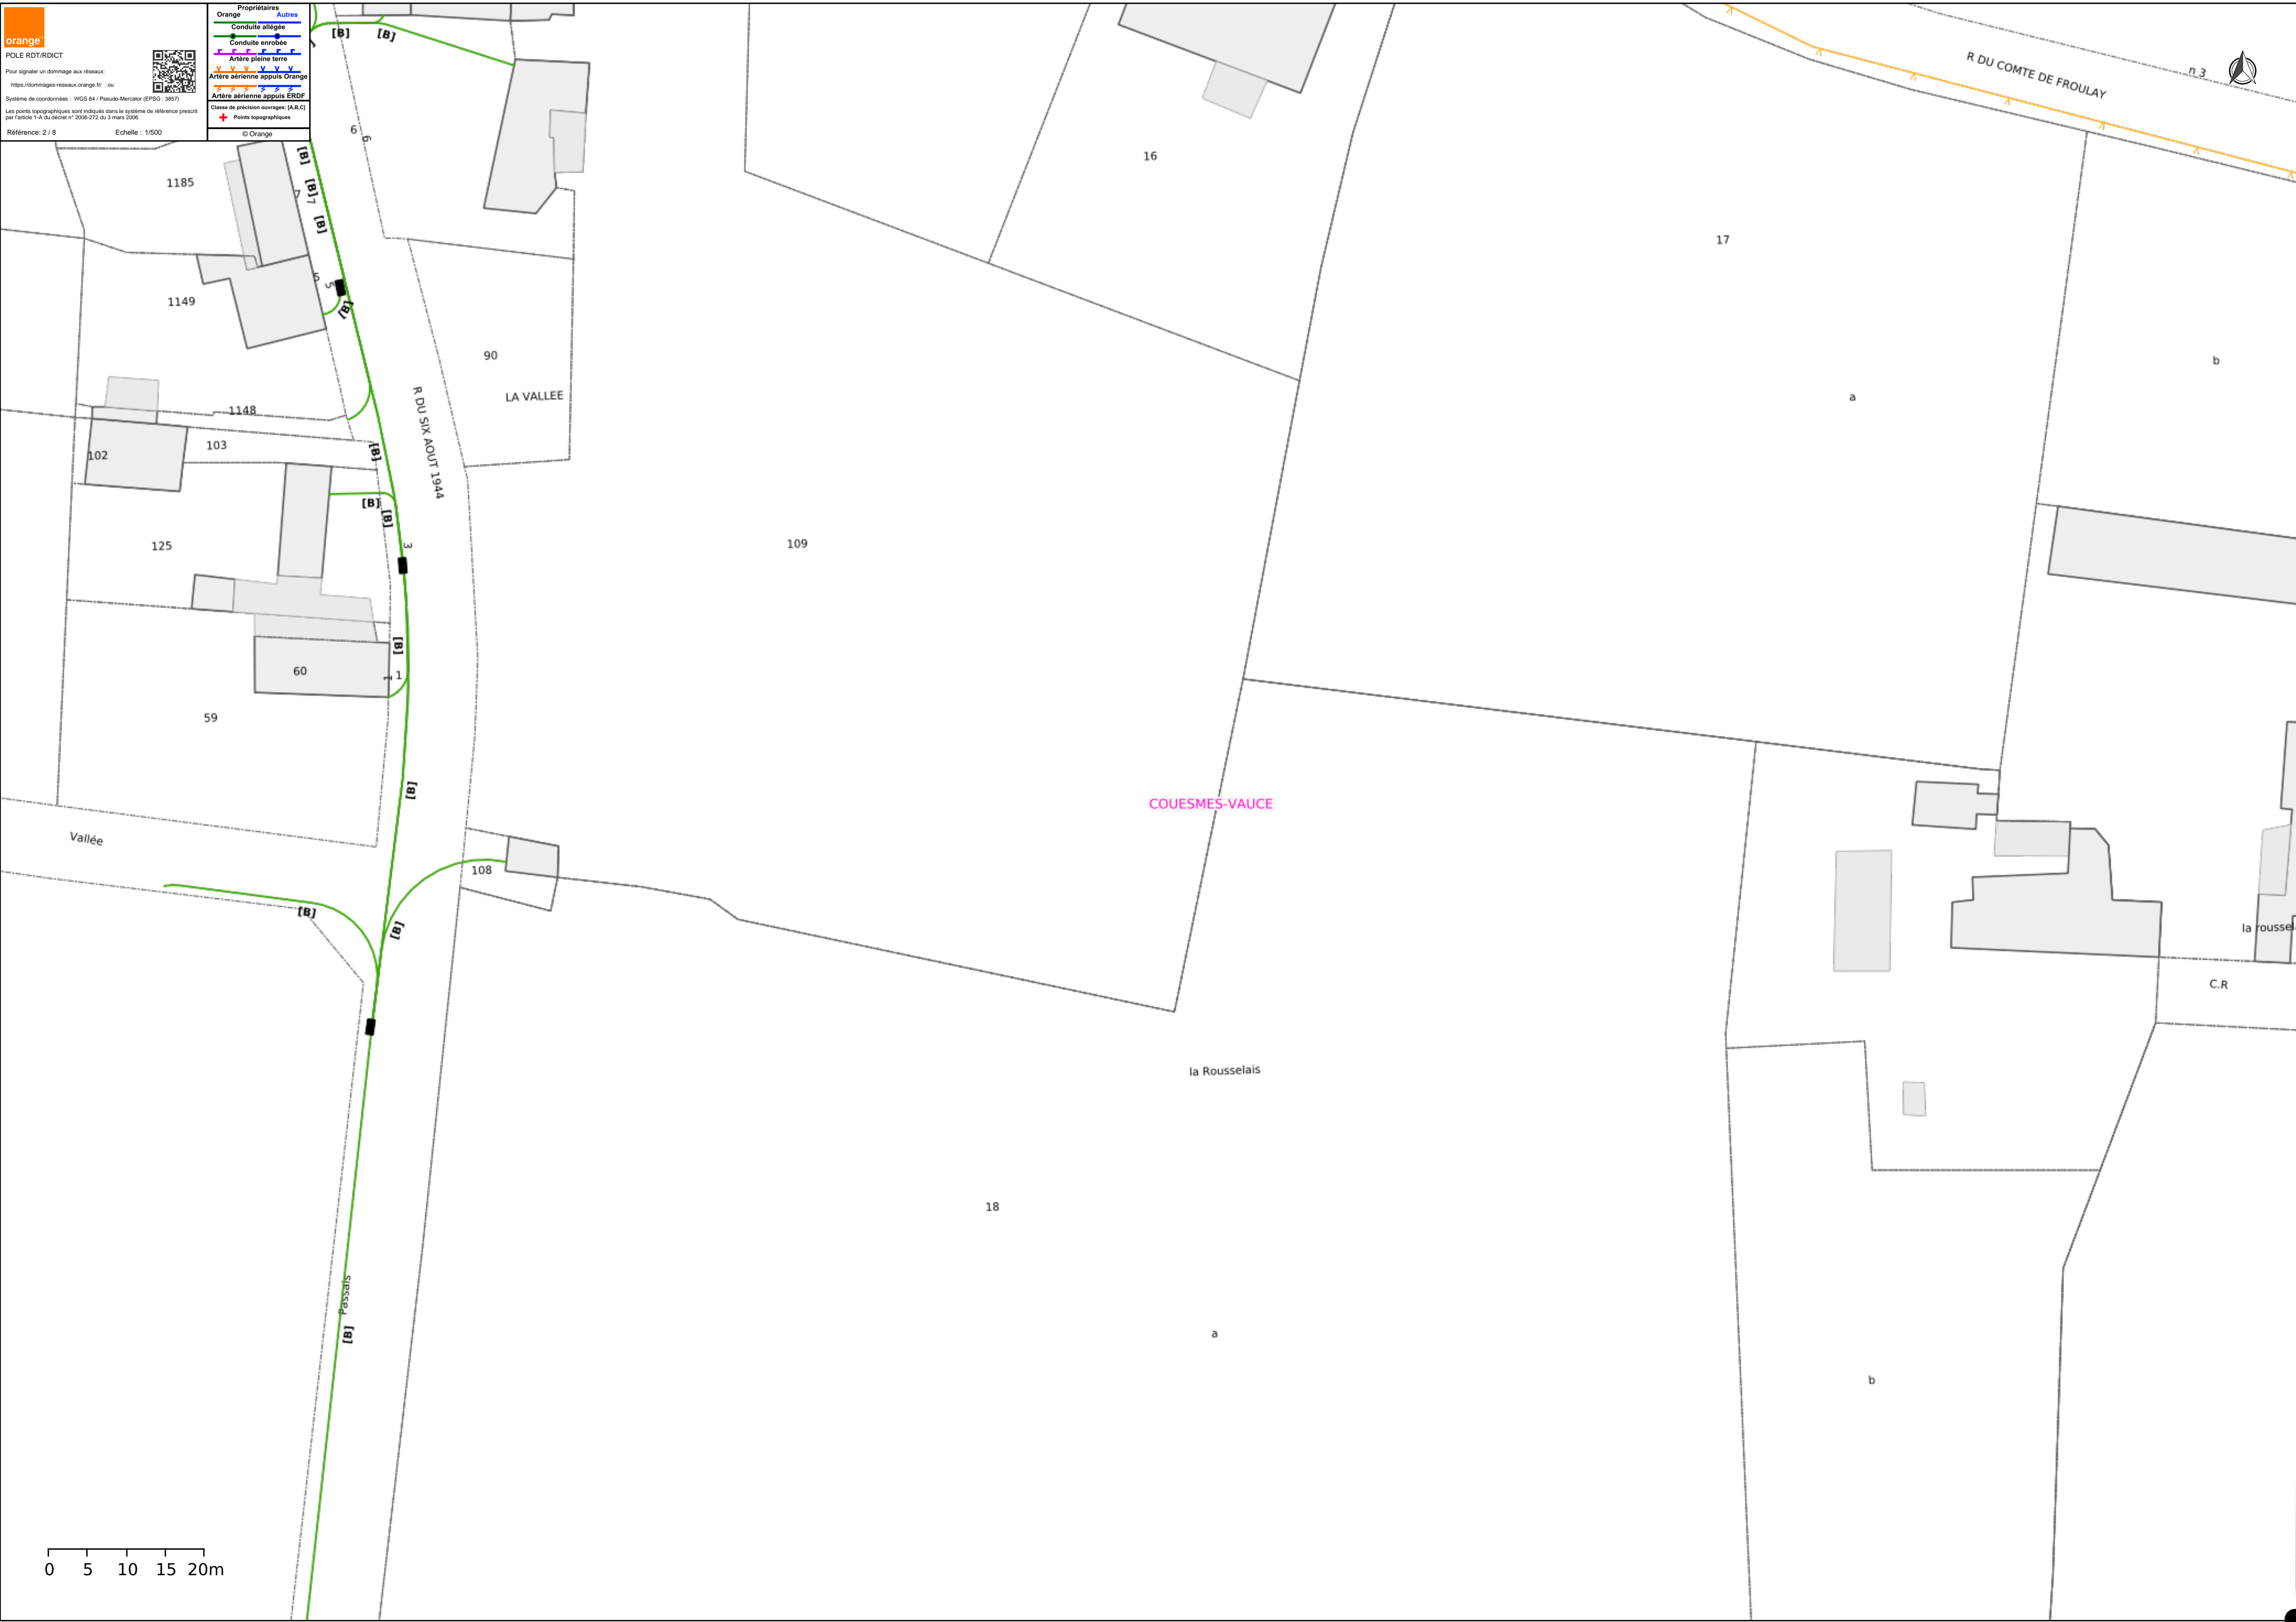 orange™
POLE RDT/RDICT
Pour signaler un dommage aux réseaux:
https://dommages-reseaux.orange.fr/ ou
Système de coordonnées : WGS 84 / Pseudo-Mercator (EPSG : 3857)
Les points topographiques sont indiqués dans le système de référence prescrit
par l'article 1-A du décret n° 2006-272 du 3 mars 2006
Référence: 2 / 8
Echelle : 1/500
Propriétaires
Orange Autres
Conduite allégée
Conduite enrobée
Artère pleine terre
Artère aérienne appuis Orange
Artère aérienne appuis ERDF
Classe de précision ouvrages: [A,B,C]
Points topographiques
© Orange
[B]
[B]
R DU COMTE DE FROULAY
n 3
6
6
16
[B]
1185
[B]
7
7
[B]
17
5
5
1149
[B]
90
b
LA VALLEE
a
R DU SIX AOUT 1944
1148
103
102
[B]
[B]
[B]
125
3
109
[B]
60
1
1
59
[B]
COUESMES-VAUCE
Vallée
108
[B]
[B]
la roussel
C.R
la Rousselais
18
Passais
[B]
a
b
0 5 10 15 20m